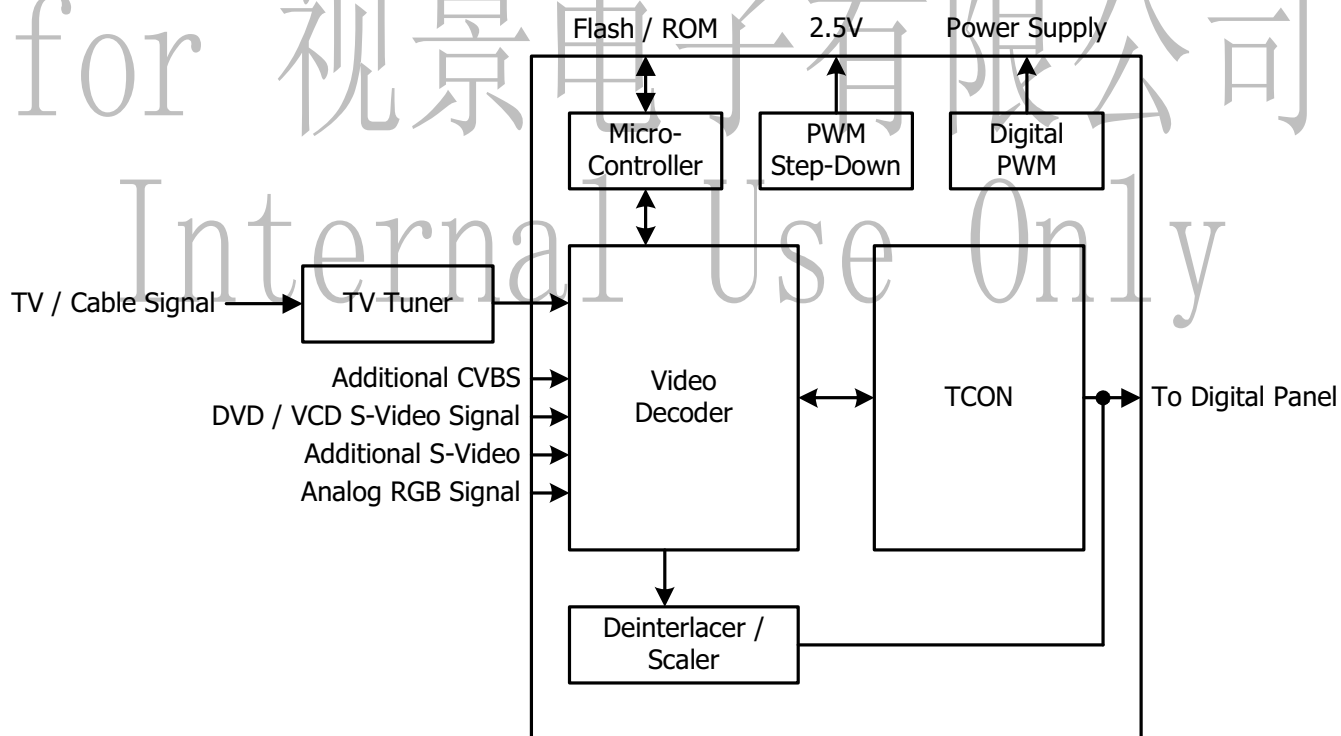 for 视景电子有限公司
Internal Use Only
Flash / ROM
2.5V
Power Supply
Micro-
Controller
PWM
Step-Down
Digital
PWM
TV / Cable Signal
TV Tuner
Additional CVBS
DVD / VCD S-Video Signal
Additional S-Video
Analog RGB Signal
Video
Decoder
TCON
To Digital Panel
Deinterlacer /
Scaler